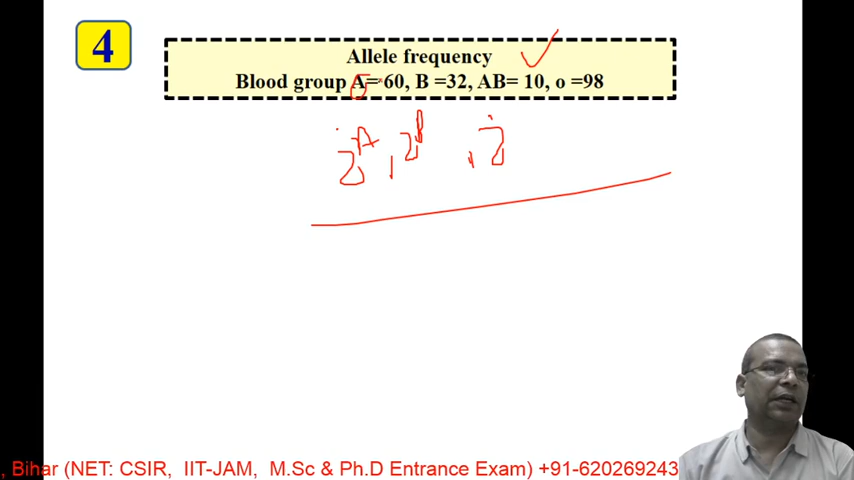 4
Allele frequency
Blood group A= 60, B =32, AB= 10, o =98
i^A, i^B, i
, Bihar (NET: CSIR, IIT-JAM, M.Sc & Ph.D Entrance Exam) +91-620269243